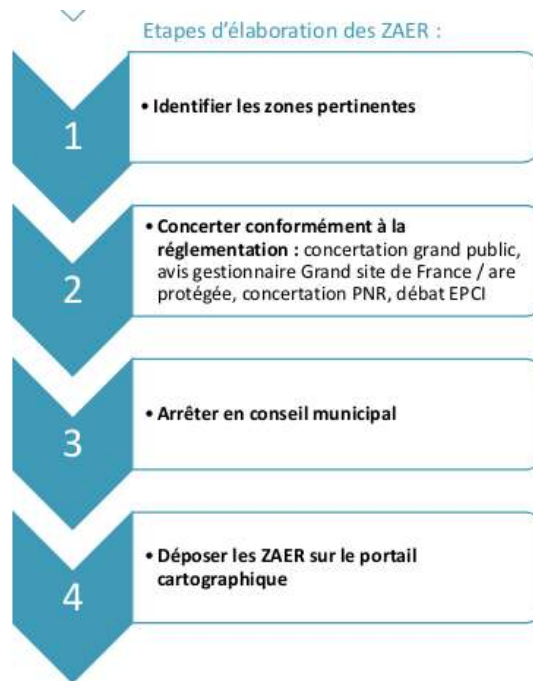 Etapes d'élaboration des ZAER :
1
• Identifier les zones pertinentes
2
• Concerter conformément à la
réglementation : concertation grand public,
avis gestionnaire Grand site de France / are
protégée, concertation PNR, débat EPCI
3
• Arrêter en conseil municipal
4
• Déposer les ZAER sur le portail
cartographique